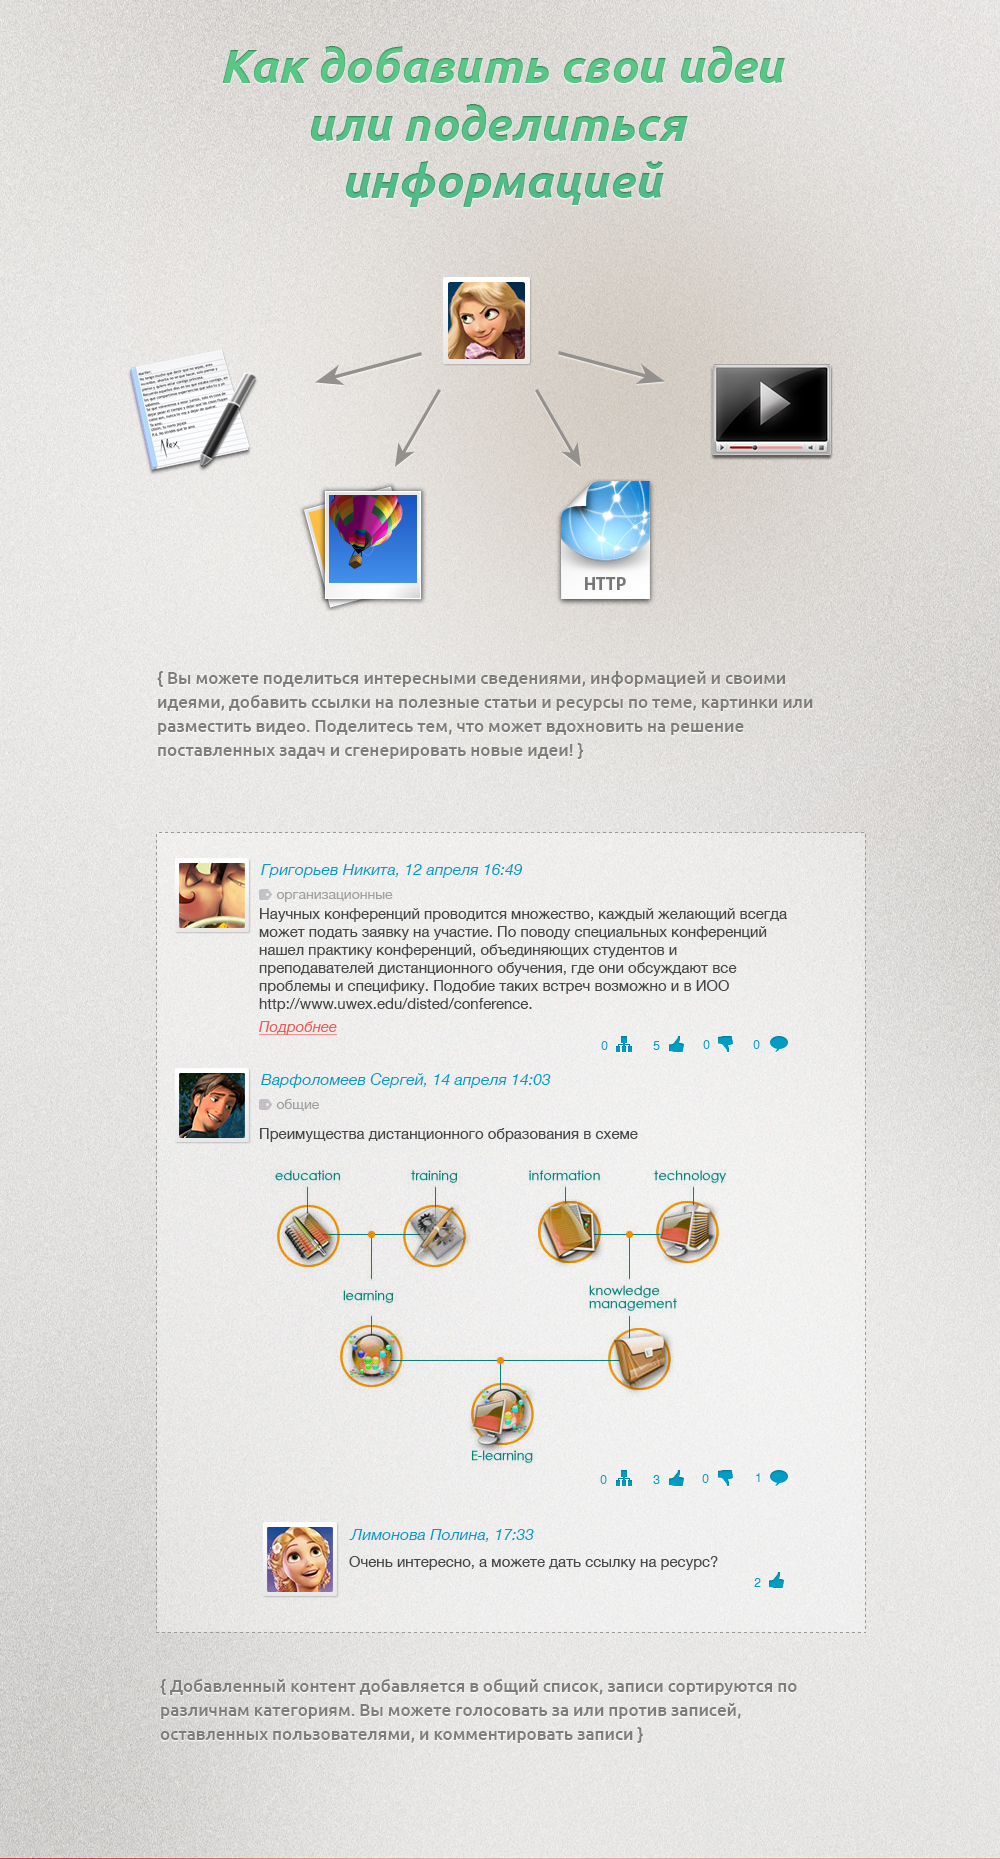 Как добавить свои идеи
или поделиться
информацией
Alex
HTTP
{ Вы можете поделиться интересными сведениями, информацией и своими
идеями, добавить ссылки на полезные статьи и ресурсы по теме, картинки или
разместить видео. Поделитесь тем, что может вдохновить на решение
поставленных задач и сгенерировать новые идеи! }
Григорьев Никита, 12 апреля 16:49
организационные
Научных конференций проводится множество, каждый желающий всегда
может подать заявку на участие. По поводу специальных конференций
нашел практику конференций, объединяющих студентов и
преподавателей дистанционного обучения, где они обсуждают все
проблемы и специфику. Подобие таких встреч возможно и в ИОО
http://www.uwex.edu/disted/conference.
Подробнее
0 5 0 0
Варфоломеев Сергей, 14 апреля 14:03
общие
Преимущества дистанционного образования в схеме
education training information technology
learning knowledge
management
E-learning
0 3 0 1
Лимонова Полина, 17:33
Очень интересно, а можете дать ссылку на ресурс?
2
{ Добавленный контент добавляется в общий список, записи сортируются по
различнам категориям. Вы можете голосовать за или против записей,
оставленных пользователями, и комментировать записи }